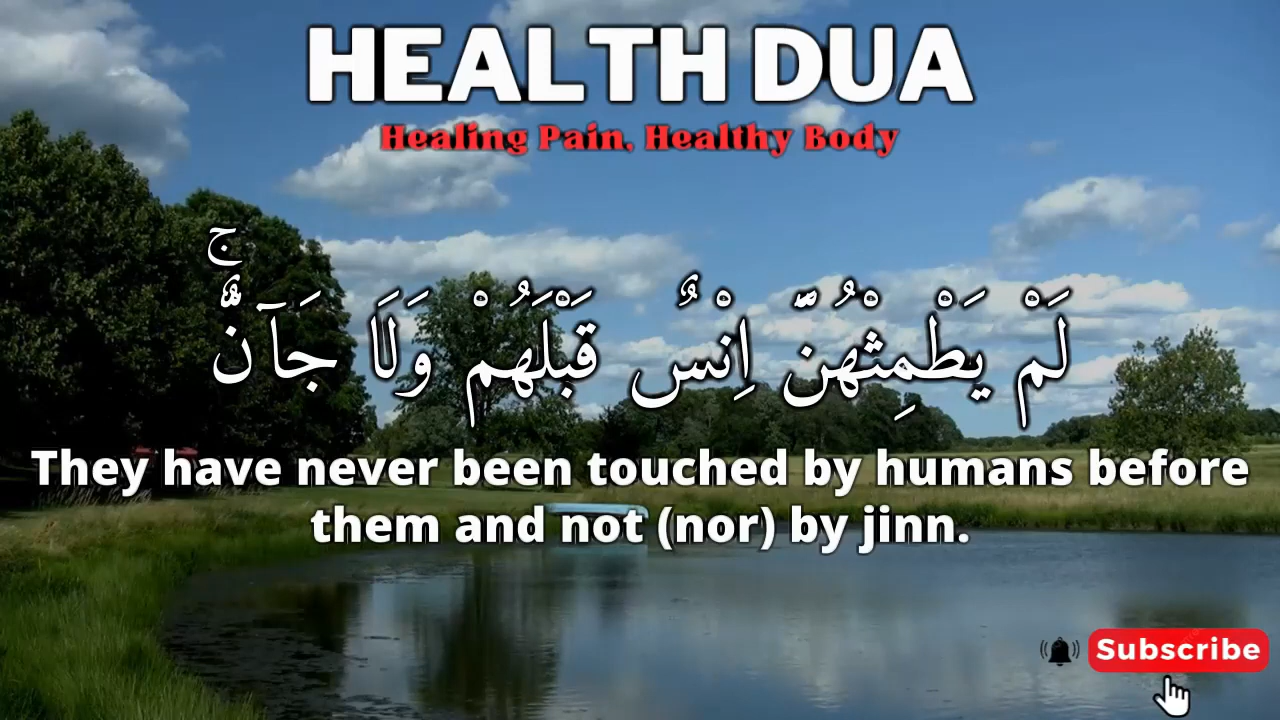 HEALTH DUA
Healing Pain, Healthy Body
لَمْ يَطْمِثْهُنَّ اِنْسٌ قَبْلَهُمْ وَلَا جَاۤنٌّۚ
They have never been touched by humans before
them and not (nor) by jinn.
Subscribe